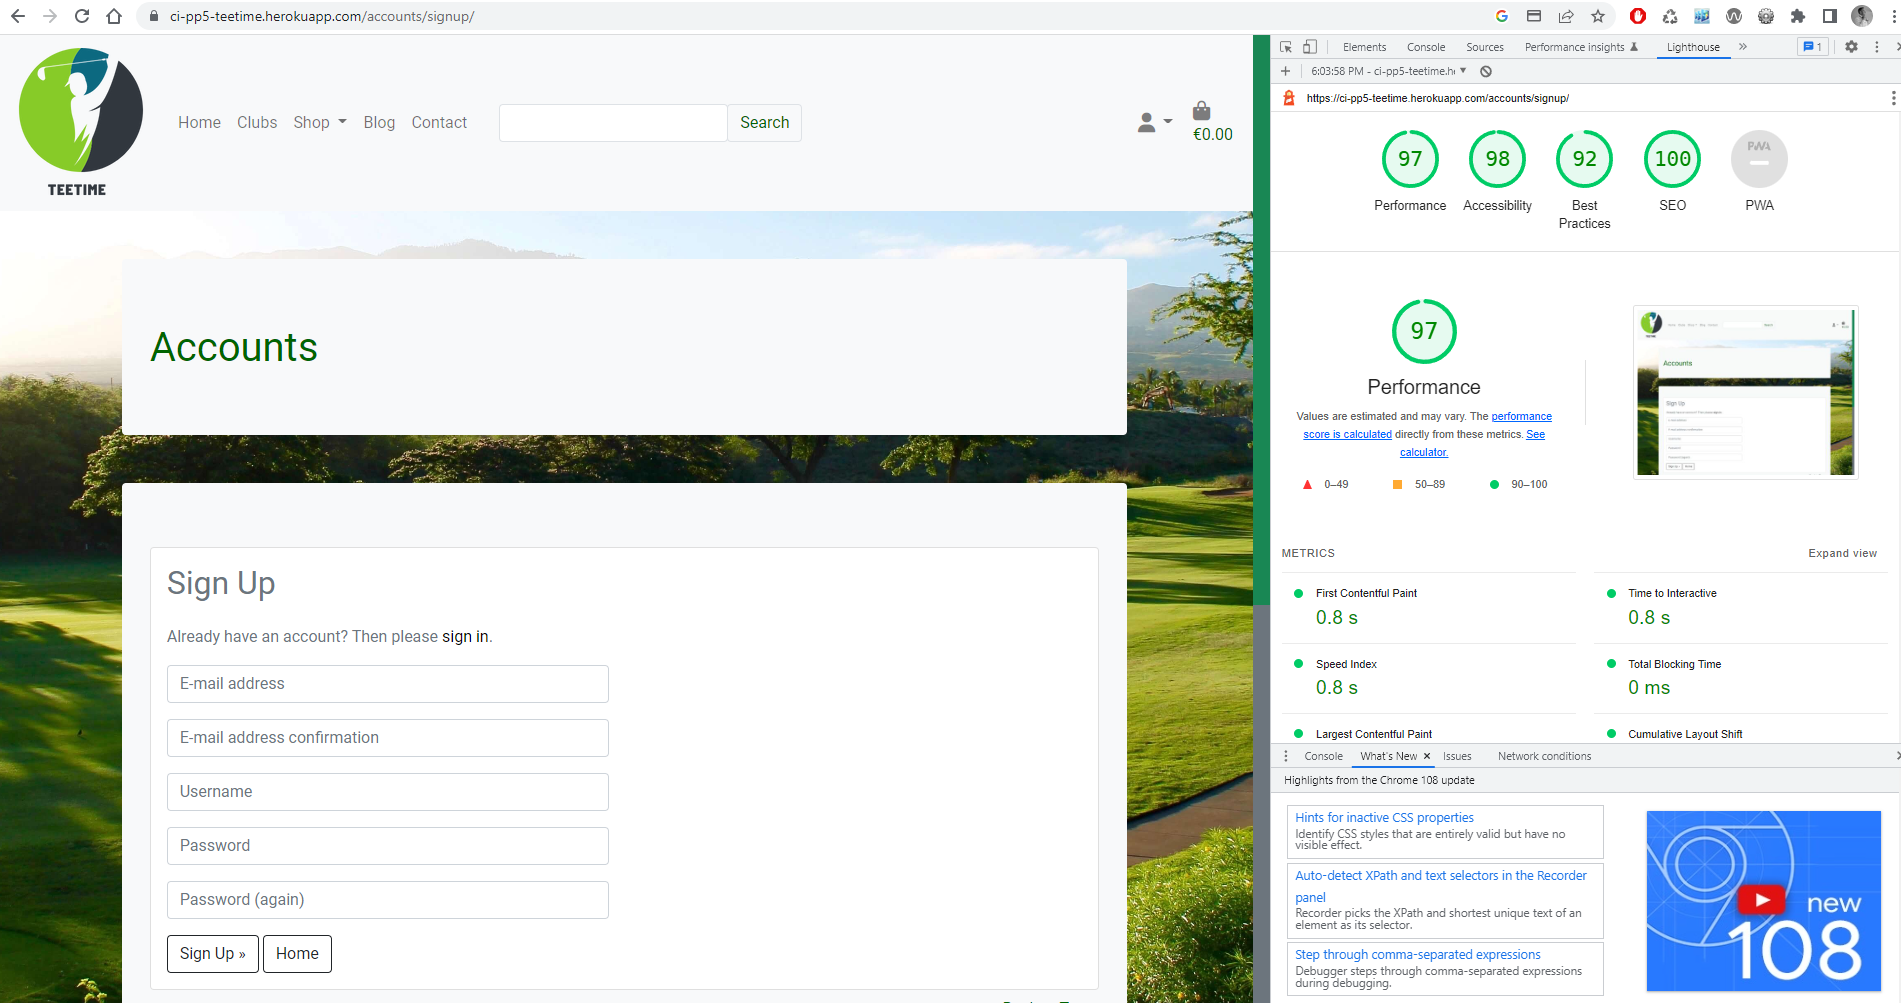 ci-pp5-teetime.herokuapp.com/accounts/signup/
TEETIME
Home Clubs Shop Blog Contact
Search
€0.00
Accounts
Sign Up
Already have an account? Then please sign in.
E-mail address
E-mail address confirmation
Username
Password
Password (again)
Sign Up »
Home
Elements Console Sources Performance insights Lighthouse » 1
6:03:58 PM - ci-pp5-teetime.h
https://ci-pp5-teetime.herokuapp.com/accounts/signup/
97 98 92 100 PWA
Performance Accessibility Best Practices SEO PWA
97
Performance
Values are estimated and may vary. The performance
score is calculated directly from these metrics. See
calculator.
0–49 50–89 90–100
METRICS Expand view
First Contentful Paint
0.8 s
Time to Interactive
0.8 s
Speed Index
0.8 s
Total Blocking Time
0 ms
Largest Contentful Paint
Cumulative Layout Shift
Console What's New Issues Network conditions
Highlights from the Chrome 108 update
Hints for inactive CSS properties
Identify CSS styles that are entirely valid but have no
visible effect.
Auto-detect XPath and text selectors in the Recorder
panel
Recorder picks the XPath and shortest unique text of an
element as its selector.
Step through comma-separated expressions
Debugger steps through comma-separated expressions
during debugging.
new
108